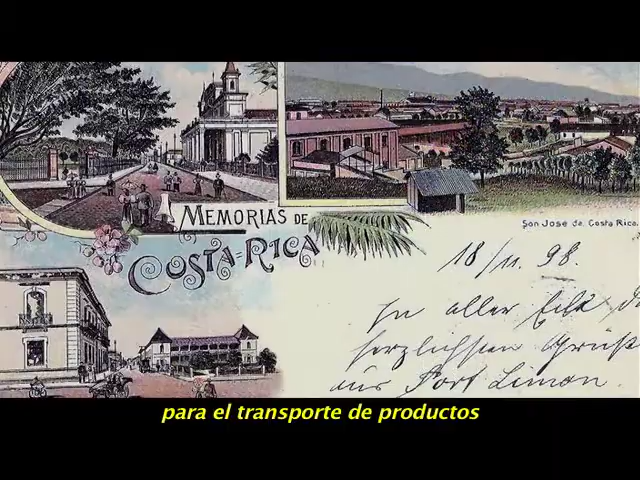 MEMORIAS DE
COSTA=RICA
San José de Costa Rica.
18/11. 98.
In aller Eile d
herzlichsten Grüße
aus Port Limon.
para el transporte de productos